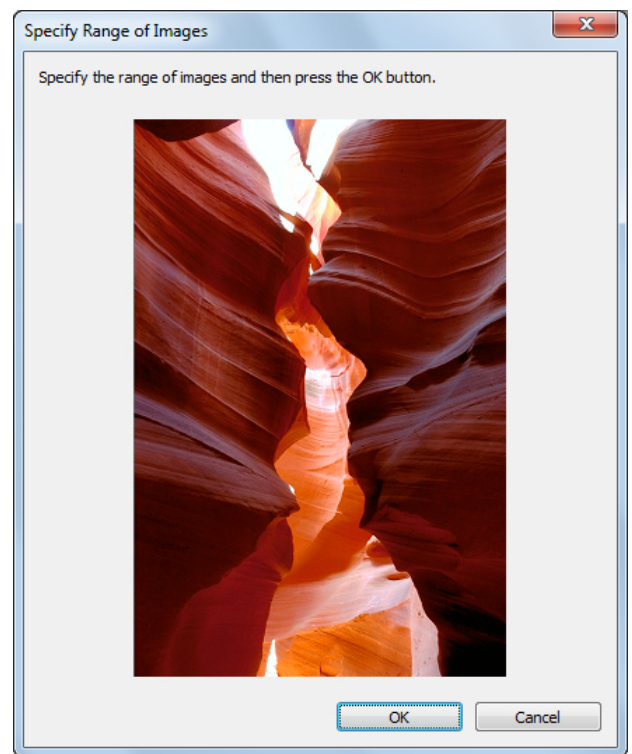 Specify Range of Images
Specify the range of images and then press the OK button.
OK
Cancel